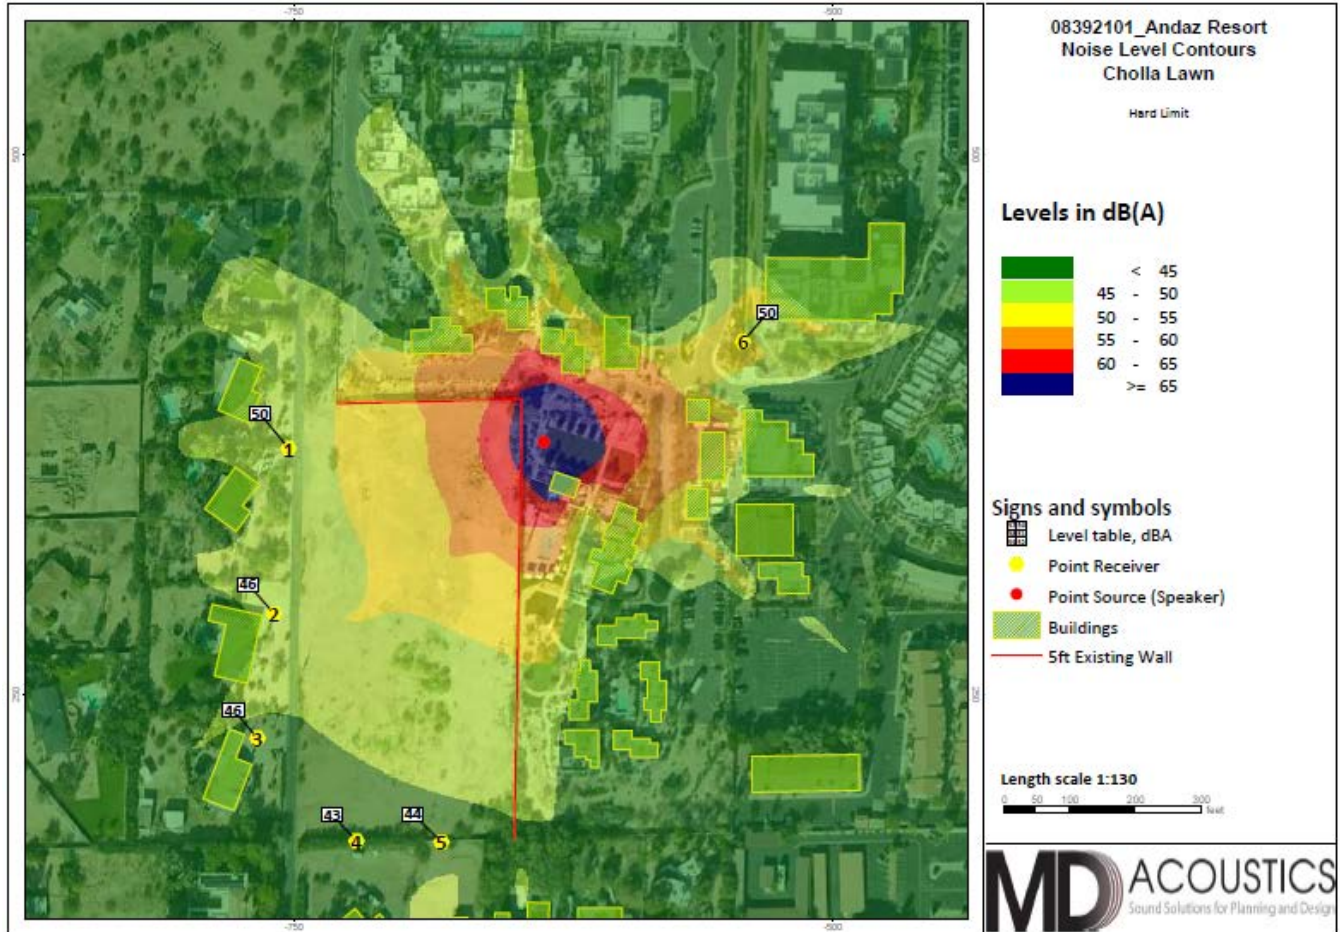 -750
-500
08392101_Andaz Resort
Noise Level Contours
Cholla Lawn
Hard Limit
500
500
Levels in dB(A)
< 45
45 - 50
50 - 55
55 - 60
60 - 65
>= 65
50
6
50
1
46
2
46
3
43
4
44
5
250
250
Signs and symbols
Level table, dBA
Point Receiver
Point Source (Speaker)
Buildings
5ft Existing Wall
Length scale 1:130
0 50 100 200 300
feet
-750
-500
MD ACOUSTICS
Sound Solutions for Planning and Design